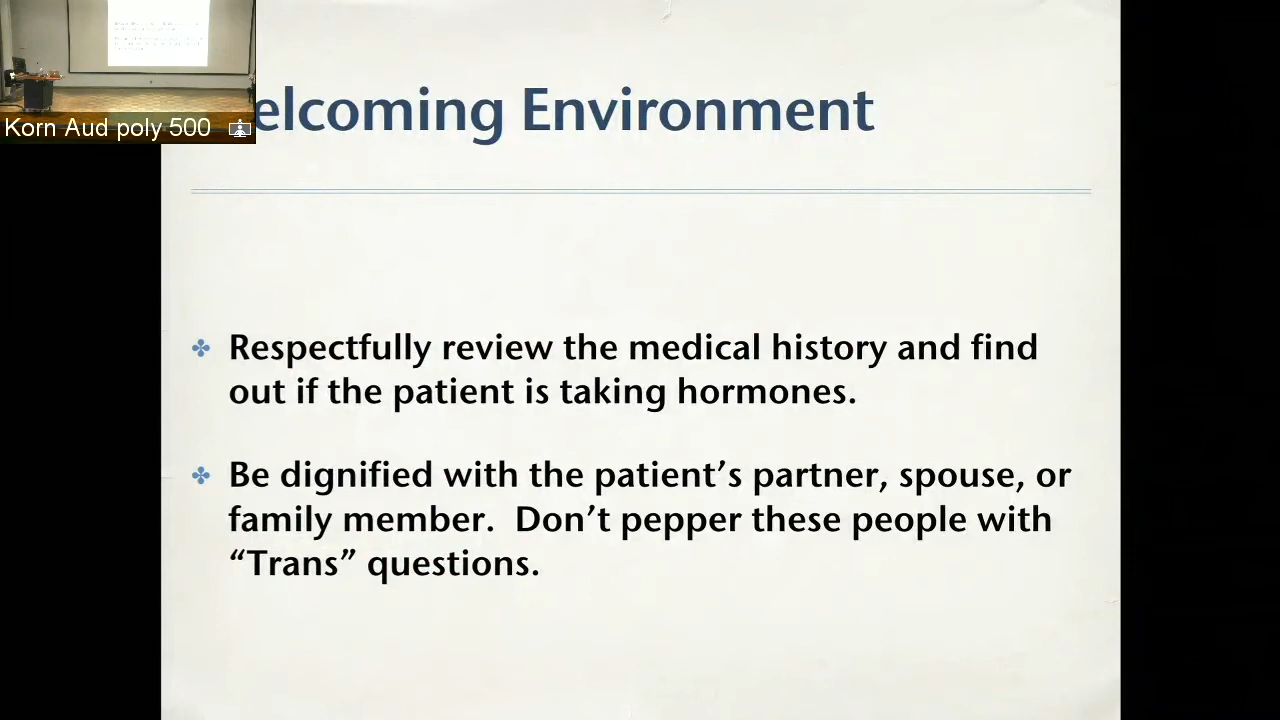 elcoming Environment
Korn Aud poly 500
Respectfully review the medical history and find
out if the patient is taking hormones.
Be dignified with the patient’s partner, spouse, or
family member.  Don’t pepper these people with
“Trans” questions.